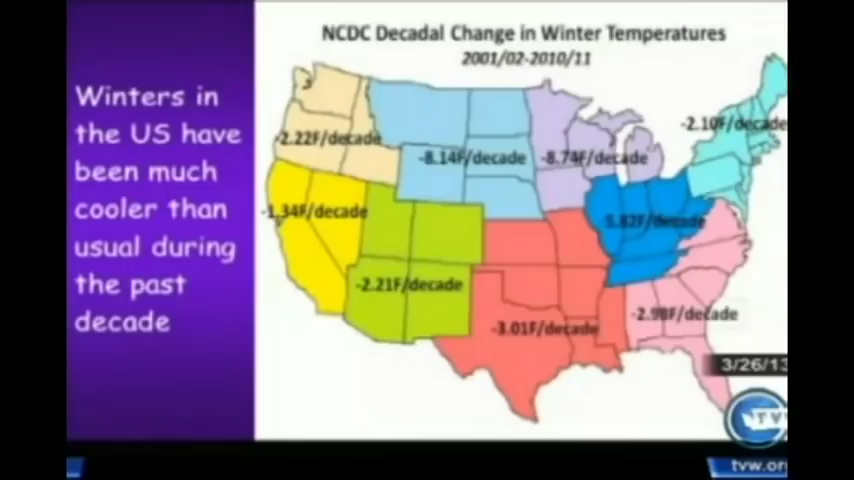 NCDC Decadal Change in Winter Temperatures
2001/02-2010/11
Winters in
the US have
been much
cooler than
usual during
the past
decade
-2.22F/decade
-8.14F/decade
-8.74F/decade
-2.10F/decade
-1.34F/decade
5.82F/decade
-2.21F/decade
-3.01F/decade
-2.98F/decade
3/26/13
TV
tvw.or